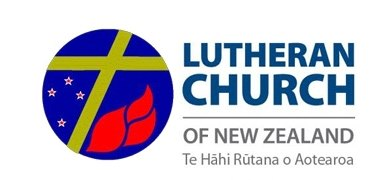 LUTHERAN
CHURCH
OF NEW ZEALAND
Te Hāhi Rūtana o Aotearoa